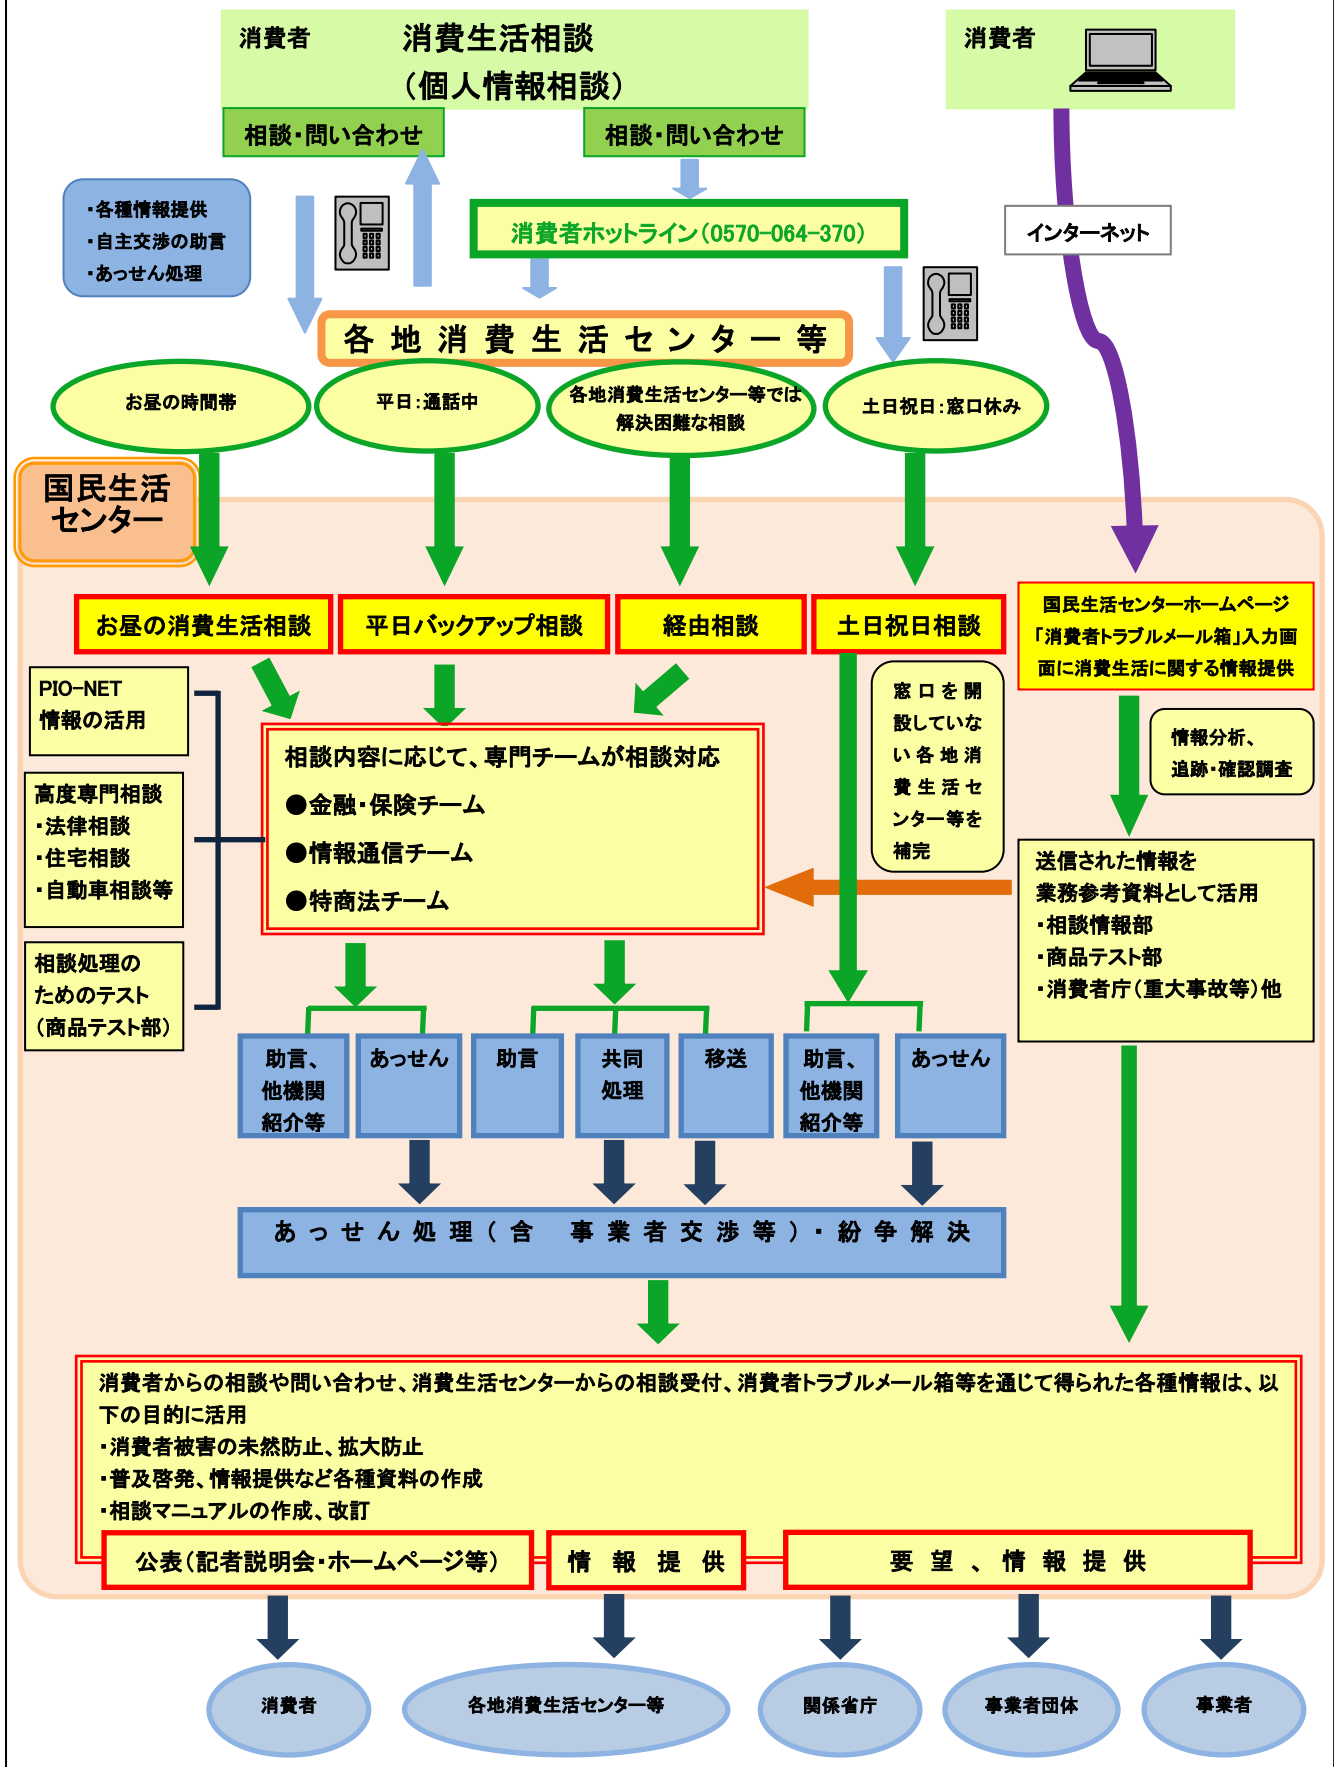 消費者
消費生活相談
（個人情報相談）
消費者
相談・問い合わせ
相談・問い合わせ
・各種情報提供
・自主交渉の助言
・あっせん処理
消費者ホットライン（0570-064-370）
インターネット
各地消費生活センター等
お昼の時間帯
平日：通話中
各地消費生活センター等では
解決困難な相談
土日祝日：窓口休み
国民生活
センター
お昼の消費生活相談
平日バックアップ相談
経由相談
土日祝日相談
国民生活センターホームページ
「消費者トラブルメール箱」入力画
面に消費生活に関する情報提供
PIO-NET
情報の活用
高度専門相談
・法律相談
・住宅相談
・自動車相談等
相談処理の
ためのテスト
（商品テスト部）
相談内容に応じて、専門チームが相談対応
●金融・保険チーム
●情報通信チーム
●特商法チーム
窓口を開
設していな
い各地消
費生活セ
ンター等を
補完
情報分析、
追跡・確認調査
送信された情報を
業務参考資料として活用
・相談情報部
・商品テスト部
・消費者庁（重大事故等）他
助言、
他機関
紹介等
あっせん
助言
共同
処理
移送
助言、
他機関
紹介等
あっせん
あっせん処理（含　事業者交渉等）・紛争解決
消費者からの相談や問い合わせ、消費生活センターからの相談受付、消費者トラブルメール箱等を通じて得られた各種情報は、以
下の目的に活用
・消費者被害の未然防止、拡大防止
・普及啓発、情報提供など各種資料の作成
・相談マニュアルの作成、改訂
公表（記者説明会・ホームページ等）
情報提供
要望、情報提供
消費者
各地消費生活センター等
関係省庁
事業者団体
事業者